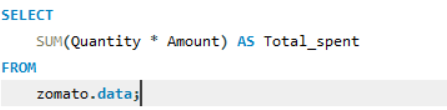 SELECT
SUM(Quantity * Amount) AS Total_spent
FROM
zomato.data;